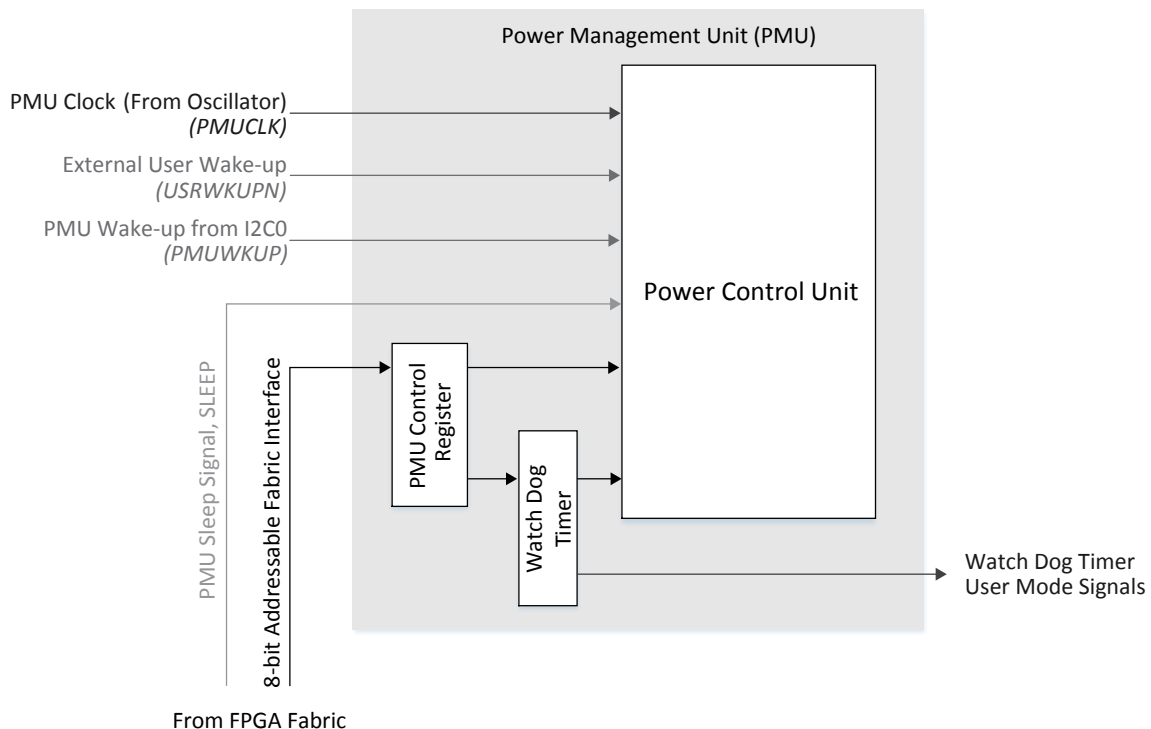 Power Management Unit (PMU)
PMU Clock (From Oscillator)
(PMUCLK)
External User Wake-up
(USRWKUPN)
PMU Wake-up from I2C0
(PMUWKUP)
Power Control Unit
PMU Sleep Signal, SLEEP
8-bit Addressable Fabric Interface
PMU Control
Register
Watch Dog
Timer
Watch Dog Timer
User Mode Signals
From FPGA Fabric